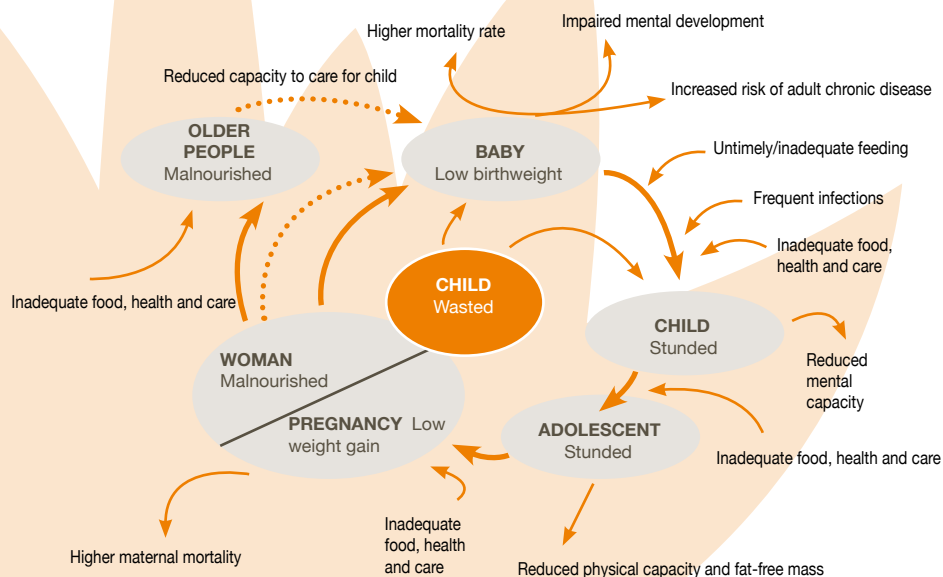 Higher mortality rate
Impaired mental development
Reduced capacity to care for child
Increased risk of adult chronic disease
OLDER
PEOPLE
Malnourished
BABY
Low birthweight
Untimely/inadequate feeding
Frequent infections
Inadequate food,
health and care
Inadequate food, health and care
CHILD
Wasted
CHILD
Stunded
WOMAN
Malnourished
Reduced
mental
capacity
PREGNANCY Low
weight gain
ADOLESCENT
Stunded
Inadequate food, health and care
Inadequate
food, health
and care
Higher maternal mortality
Reduced physical capacity and fat-free mass